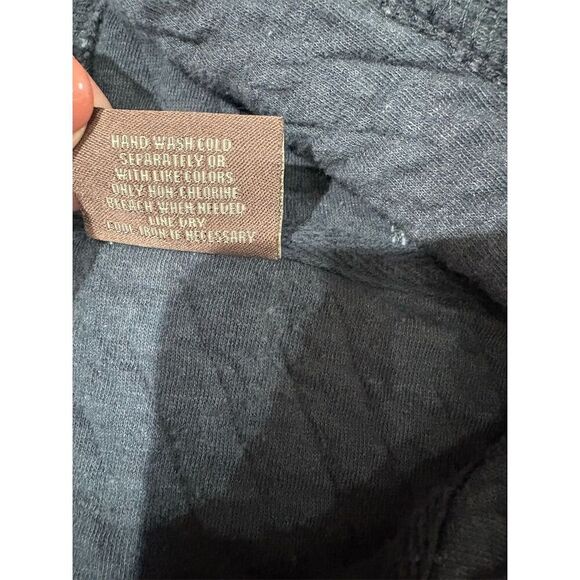 HAND WASH COLD
SEPARATELY OR
WITH LIKE COLORS
ONLY NON-CHLORINE
BLEACH WHEN NEEDED
LINE DRY
COOL IRON IF NECESSARY